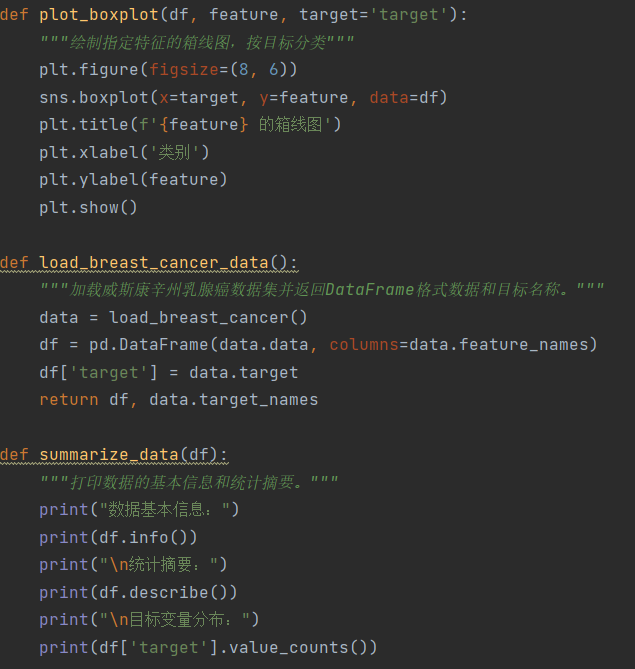 def plot_boxplot(df, feature, target='target'):
    """绘制指定特征的箱线图，按目标分类"""
    plt.figure(figsize=(8, 6))
    sns.boxplot(x=target, y=feature, data=df)
    plt.title(f'{feature} 的箱线图')
    plt.xlabel('类别')
    plt.ylabel(feature)
    plt.show()
def load_breast_cancer_data():
    """加载威斯康辛州乳腺癌数据集并返回DataFrame格式数据和目标名称。"""
    data = load_breast_cancer()
    df = pd.DataFrame(data.data, columns=data.feature_names)
    df['target'] = data.target
    return df, data.target_names
def summarize_data(df):
    """打印数据的基本信息和统计摘要。"""
    print("数据基本信息：")
    print(df.info())
    print("\n统计摘要：")
    print(df.describe())
    print("\n目标变量分布：")
    print(df['target'].value_counts())